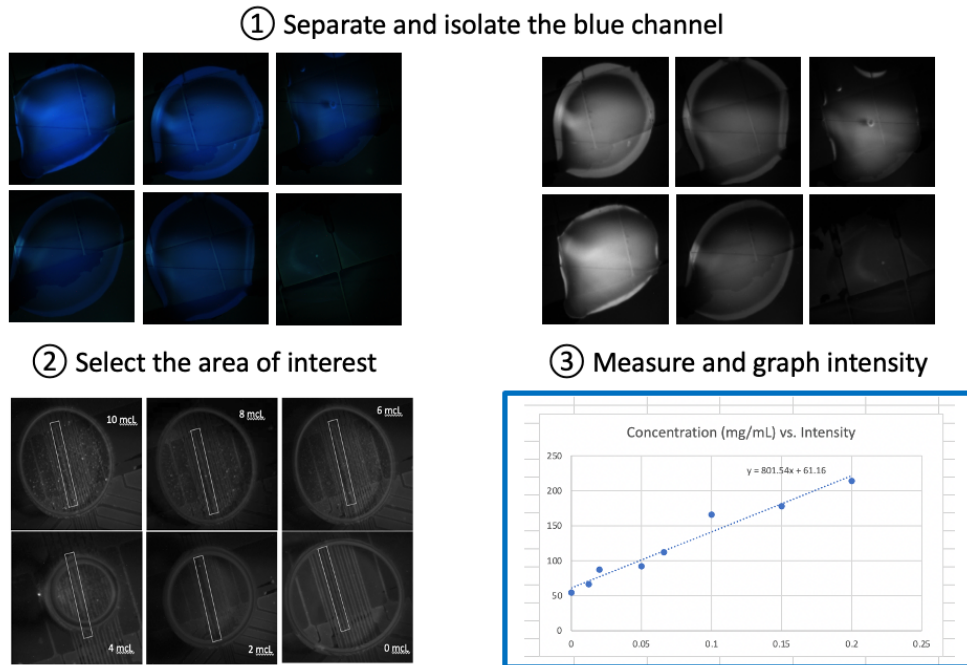 ① Separate and isolate the blue channel
② Select the area of interest
10 mcL
8 mcL
6 mcL
4 mcL
2 mcL
0 mcL
③ Measure and graph intensity
Concentration (mg/mL) vs. Intensity
y = 801.54x + 61.16
250
200
150
100
50
0
0
0.05
0.1
0.15
0.2
0.25